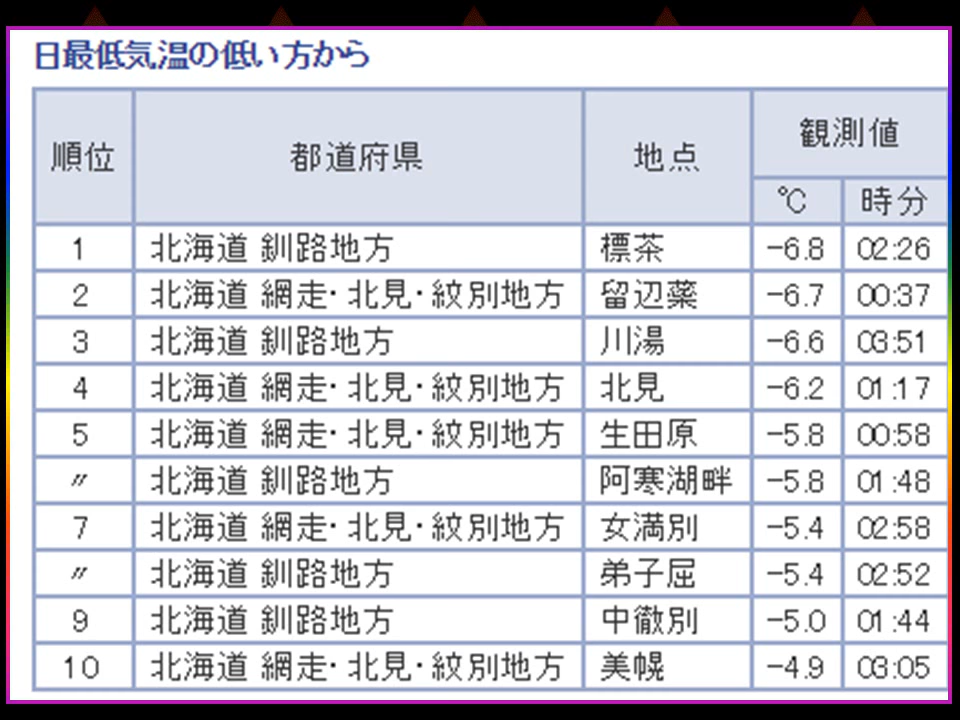 日最低気温の低い方から
順位 都道府県 地点 観測値
℃ 時分
1 北海道 釧路地方 標茶 -6.8 02:26
2 北海道 網走・北見・紋別地方 留辺蘂 -6.7 00:37
3 北海道 釧路地方 川湯 -6.6 03:51
4 北海道 網走・北見・紋別地方 北見 -6.2 01:17
5 北海道 網走・北見・紋別地方 生田原 -5.8 00:58
〃 北海道 釧路地方 阿寒湖畔 -5.8 01:48
7 北海道 網走・北見・紋別地方 女満別 -5.4 02:58
〃 北海道 釧路地方 弟子屈 -5.4 02:52
9 北海道 釧路地方 中徹別 -5.0 01:44
10 北海道 網走・北見・紋別地方 美幌 -4.9 03:05